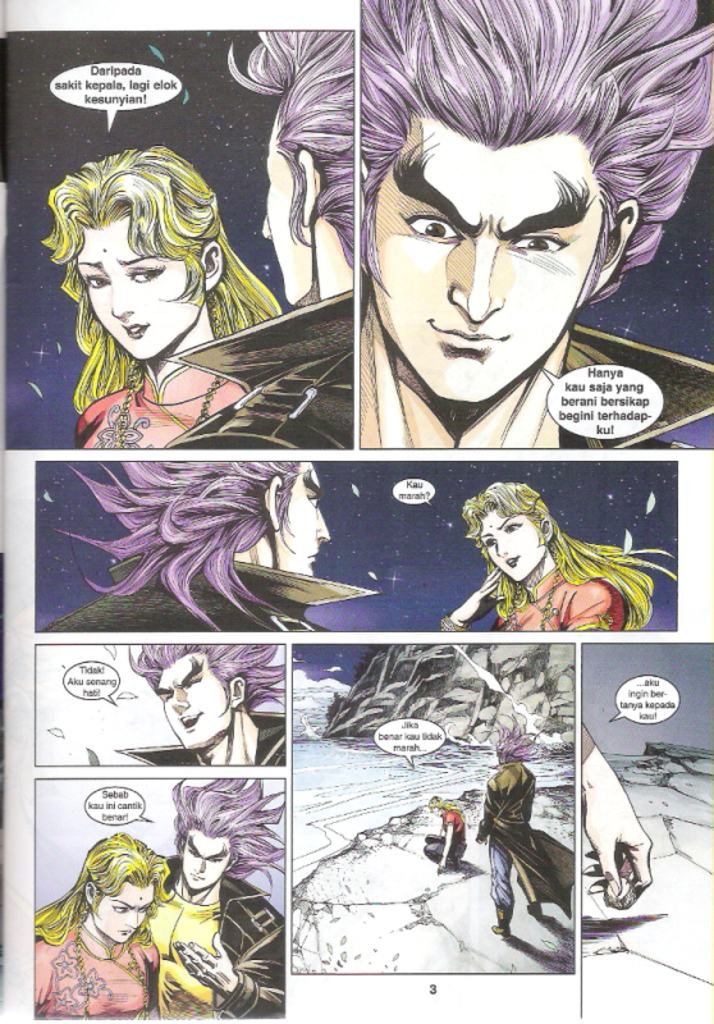 Daripada
sakit kepala, lagi elok
kesunyian!
Hanya
kau saja yang
berani bersikap
begini terhadap-
ku!
Kau
marah?
Tidak!
Aku senang
hati!
Sebab
kau ini cantik
benar!
Jika
benar kau tidak
marah...
...aku
ingin ber-
tanya kepada
kau!
3